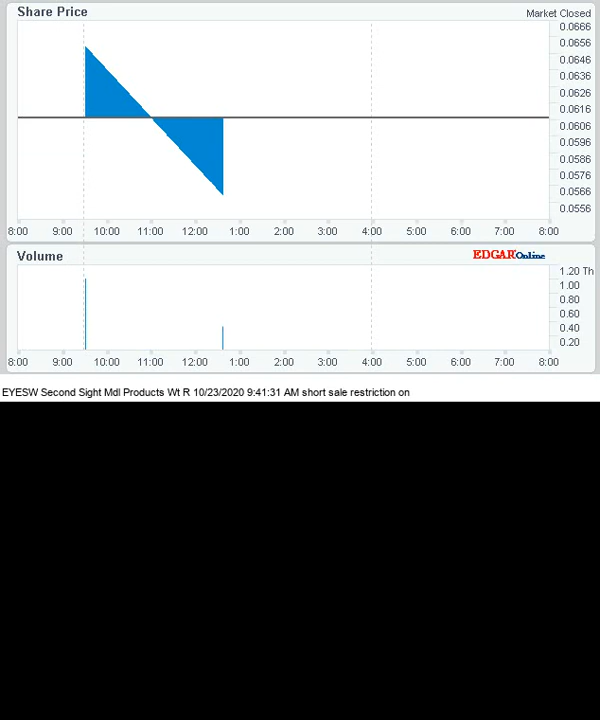 Share Price
Market Closed
0.0666
0.0656
0.0646
0.0636
0.0626
0.0616
0.0606
0.0596
0.0586
0.0576
0.0566
0.0556
8:00 9:00 10:00 11:00 12:00 1:00 2:00 3:00 4:00 5:00 6:00 7:00 8:00
Volume
EDGAR Online
1.20 Th
1.00
0.80
0.60
0.40
0.20
8:00 9:00 10:00 11:00 12:00 1:00 2:00 3:00 4:00 5:00 6:00 7:00 8:00
EYESW Second Sight Mdl Products Wt R 10/23/2020 9:41:31 AM short sale restriction on